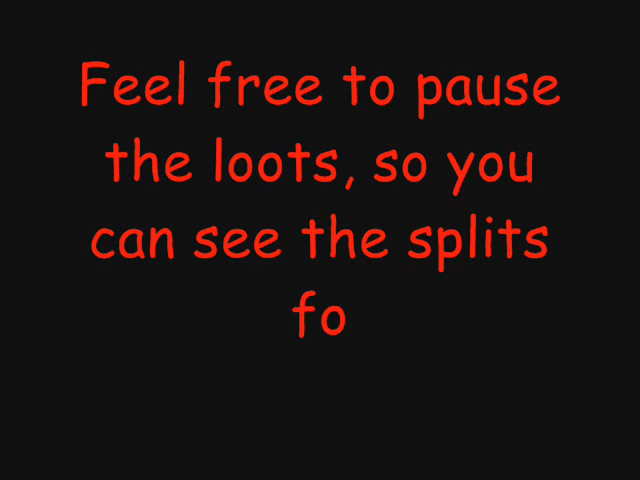 Feel free to pause
the loots, so you
can see the splits
fo